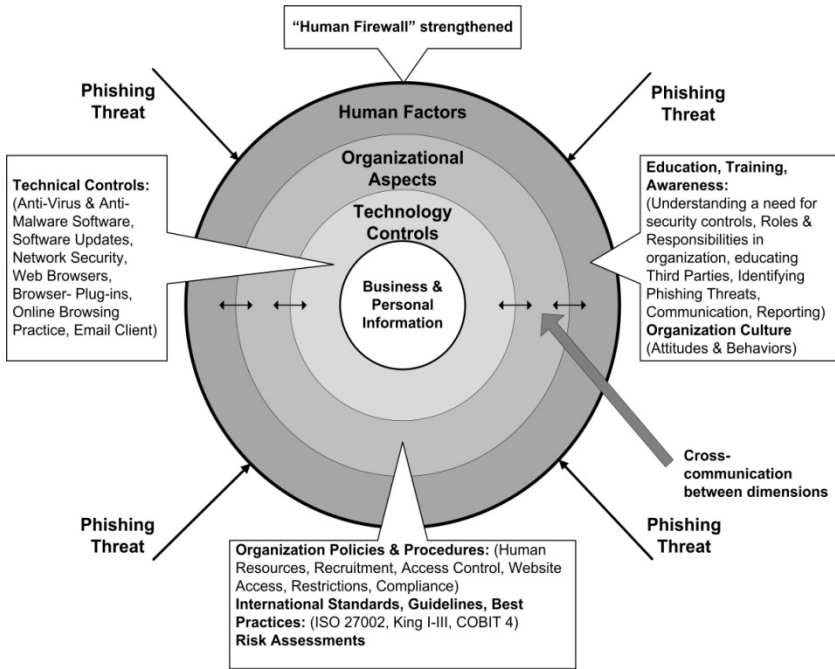 “Human Firewall” strengthened
Phishing
Threat
Phishing
Threat
Human Factors
Organizational
Aspects
Technology
Controls
Business &
Personal
Information
Technical Controls:
(Anti-Virus & Anti-
Malware Software,
Software Updates,
Network Security,
Web Browsers,
Browser- Plug-ins,
Online Browsing
Practice, Email Client)
Education, Training,
Awareness:
(Understanding a need for
security controls, Roles &
Responsibilities in
organization, educating
Third Parties, Identifying
Phishing Threats,
Communication, Reporting)
Organization Culture
(Attitudes & Behaviors)
Cross-
communication
between dimensions
Phishing
Threat
Phishing
Threat
Organization Policies & Procedures: (Human
Resources, Recruitment, Access Control, Website
Access, Restrictions, Compliance)
International Standards, Guidelines, Best
Practices: (ISO 27002, King I-III, COBIT 4)
Risk Assessments